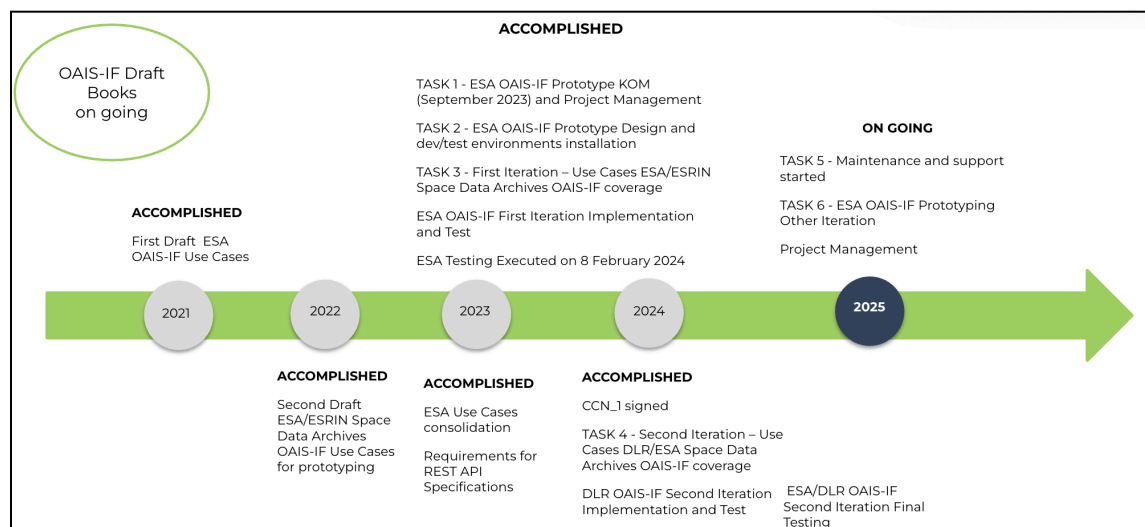 OAIS-IF Draft
Books
on going
ACCOMPLISHED
First Draft ESA
OAIS-IF Use Cases
ACCOMPLISHED
TASK 1 - ESA OAIS-IF Prototype KOM
(September 2023) and Project Management
TASK 2 - ESA OAIS-IF Prototype Design and
dev/test environments installation
TASK 3 - First Iteration – Use Cases ESA/ESRIN
Space Data Archives OAIS-IF coverage
ESA OAIS-IF First Iteration Implementation
and Test
ESA Testing Executed on 8 February 2024
ON GOING
TASK 5 - Maintenance and support
started
TASK 6 - ESA OAIS-IF Prototyping
Other Iteration
Project Management
2021
2022
2023
2024
2025
ACCOMPLISHED
Second Draft
ESA/ESRIN Space
Data Archives
OAIS-IF Use Cases
for prototyping
ACCOMPLISHED
ESA Use Cases
consolidation
Requirements for
REST API
Specifications
ACCOMPLISHED
CCN_1 signed
TASK 4 - Second Iteration – Use
Cases DLR/ESA Space Data
Archives OAIS-IF coverage
DLR OAIS-IF Second Iteration
Implementation and Test
ESA/DLR OAIS-IF
Second Iteration Final
Testing